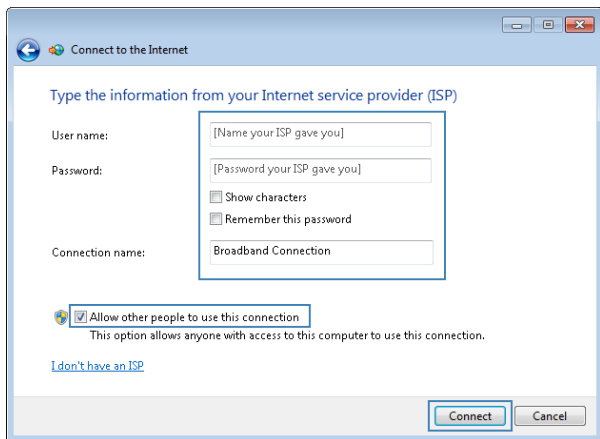 Connect to the Internet
Type the information from your Internet service provider (ISP)
User name: [Name your ISP gave you]
Password: [Password your ISP gave you]
Show characters
Remember this password
Connection name: Broadband Connection
Allow other people to use this connection
This option allows anyone with access to this computer to use this connection.
I don't have an ISP
Connect Cancel